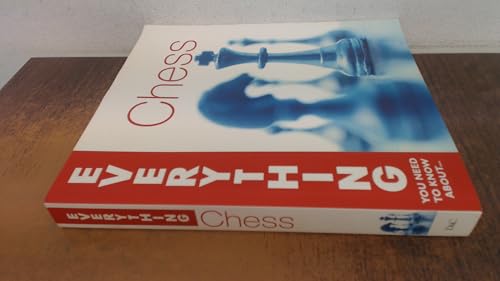 Chess
EVERYTHING
YOU NEED
TO KNOW
ABOUT...
EVERYTHING
Chess
D&C